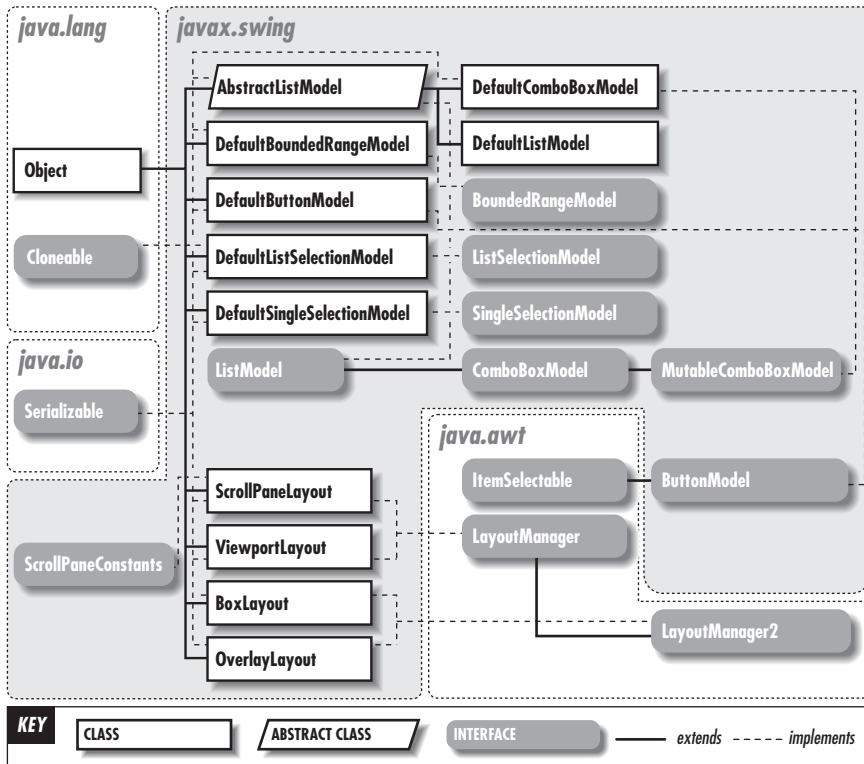 java.lang
javax.swing
AbstractListModel
DefaultComboBoxModel
DefaultBoundedRangeModel
DefaultListModel
Object
DefaultButtonModel
BoundedRangeModel
Cloneable
DefaultListSelectionModel
ListSelectionModel
DefaultSingleSelectionModel
SingleSelectionModel
java.io
ListModel
ComboBoxModel
MutableComboBoxModel
Serializable
java.awt
ScrollPaneLayout
ItemSelectable
ButtonModel
ScrollPaneConstants
ViewportLayout
LayoutManager
BoxLayout
OverlayLayout
LayoutManager2
KEY
CLASS
ABSTRACT CLASS
INTERFACE
extends
implements